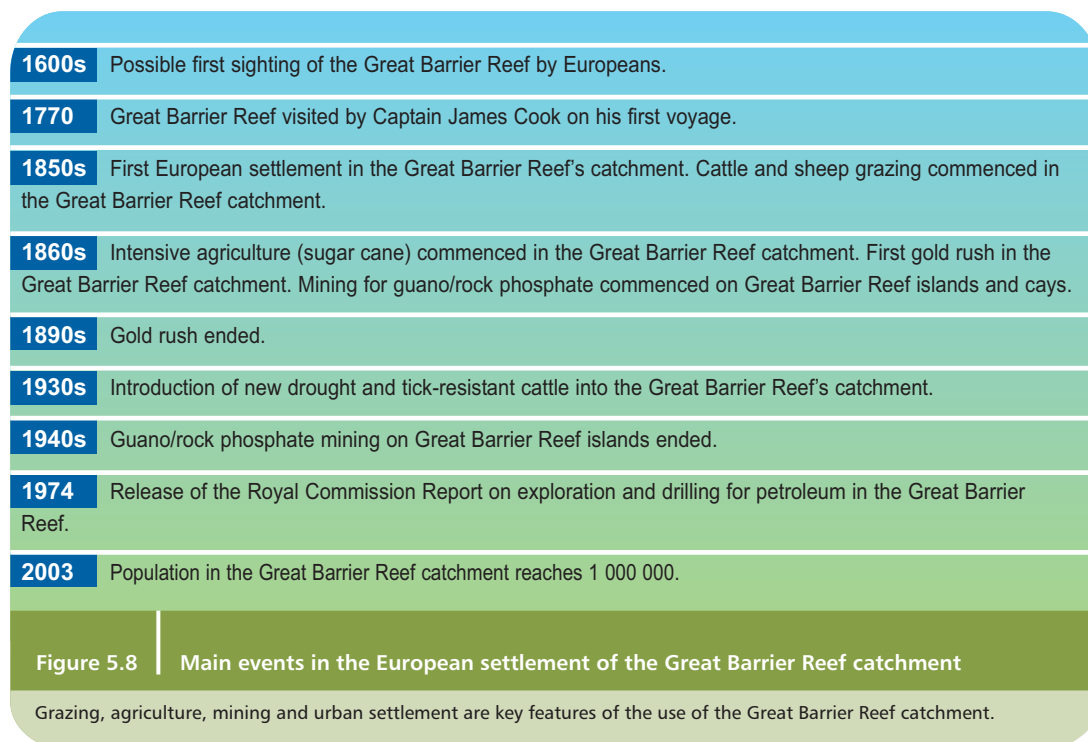 1600s Possible first sighting of the Great Barrier Reef by Europeans.
1770 Great Barrier Reef visited by Captain James Cook on his first voyage.
1850s First European settlement in the Great Barrier Reef's catchment. Cattle and sheep grazing commenced in
the Great Barrier Reef catchment.
1860s Intensive agriculture (sugar cane) commenced in the Great Barrier Reef catchment. First gold rush in the
Great Barrier Reef catchment. Mining for guano/rock phosphate commenced on Great Barrier Reef islands and cays.
1890s Gold rush ended.
1930s Introduction of new drought and tick-resistant cattle into the Great Barrier Reef's catchment.
1940s Guano/rock phosphate mining on Great Barrier Reef islands ended.
1974 Release of the Royal Commission Report on exploration and drilling for petroleum in the Great Barrier
Reef.
2003 Population in the Great Barrier Reef catchment reaches 1 000 000.
Figure 5.8 Main events in the European settlement of the Great Barrier Reef catchment
Grazing, agriculture, mining and urban settlement are key features of the use of the Great Barrier Reef catchment.